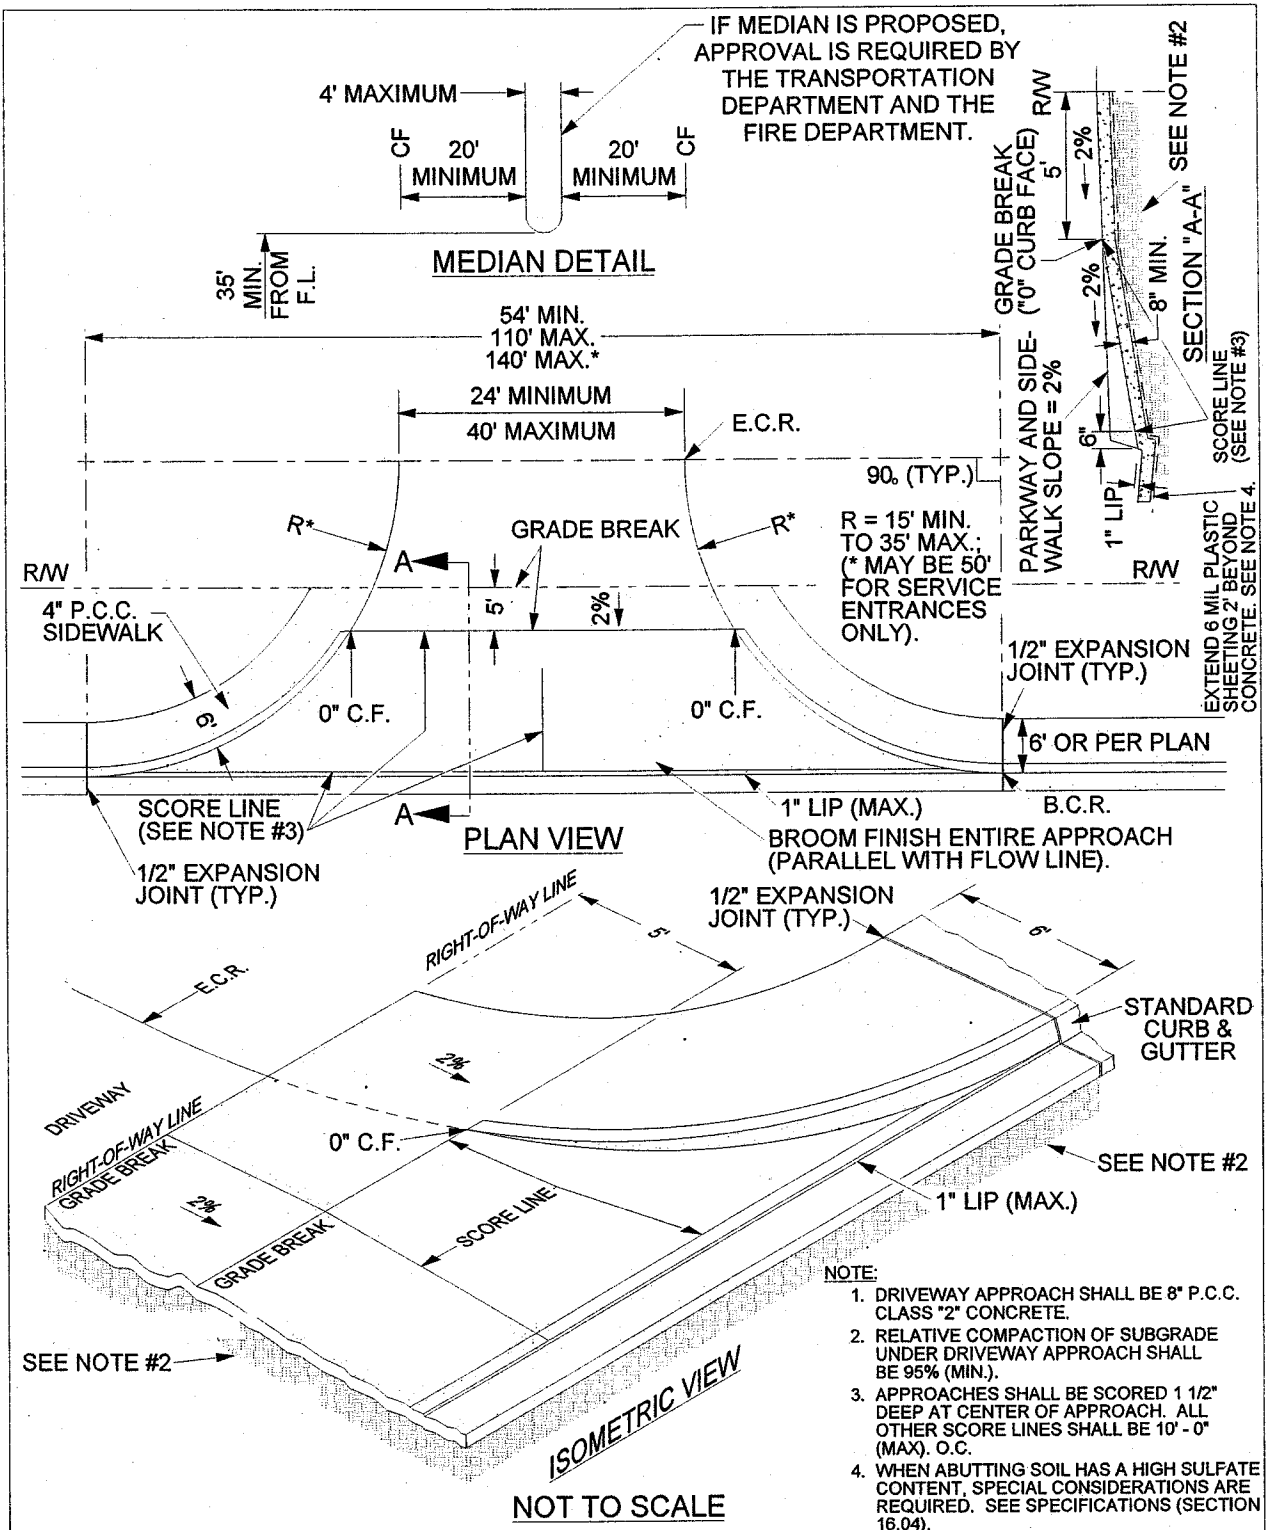 IF MEDIAN IS PROPOSED,
APPROVAL IS REQUIRED BY
THE TRANSPORTATION
DEPARTMENT AND THE
FIRE DEPARTMENT.
4' MAXIMUM
CF
20'
MINIMUM
20'
MINIMUM
CF
35'
MIN.
FROM
F.L.
MEDIAN DETAIL
R/W
SEE NOTE #2
5'
2%
GRADE BREAK
("0" CURB FACE)
2%
8" MIN.
SECTION "A-A"
PARKWAY AND SIDE-
WALK SLOPE = 2%
6"
1" LIP
SCORE LINE
(SEE NOTE #3)
EXTEND 6 MIL PLASTIC
SHEETING 2' BEYOND
CONCRETE. SEE NOTE 4.
54' MIN.
110' MAX.
140' MAX.*
24' MINIMUM
40' MAXIMUM
E.C.R.
90° (TYP.)
R*
R*
GRADE BREAK
R = 15' MIN.
TO 35' MAX.;
(* MAY BE 50'
FOR SERVICE
ENTRANCES
ONLY).
R/W
R/W
A
5'
2%
4" P.C.C.
SIDEWALK
6'
0" C.F.
0" C.F.
1/2" EXPANSION
JOINT (TYP.)
6' OR PER PLAN
SCORE LINE
(SEE NOTE #3)
A
1" LIP (MAX.)
B.C.R.
PLAN VIEW
BROOM FINISH ENTIRE APPROACH
(PARALLEL WITH FLOW LINE).
1/2" EXPANSION
JOINT (TYP.)
1/2" EXPANSION
JOINT (TYP.)
RIGHT-OF-WAY LINE
5'
6'
E.C.R.
STANDARD
CURB &
GUTTER
2%
DRIVEWAY
RIGHT-OF-WAY LINE
GRADE BREAK
0" C.F.
2%
SCORE LINE
GRADE BREAK
SEE NOTE #2
1" LIP (MAX.)
SEE NOTE #2
ISOMETRIC VIEW
NOT TO SCALE
NOTE:
1. DRIVEWAY APPROACH SHALL BE 8" P.C.C.
CLASS "2" CONCRETE.
2. RELATIVE COMPACTION OF SUBGRADE
UNDER DRIVEWAY APPROACH SHALL
BE 95% (MIN.).
3. APPROACHES SHALL BE SCORED 1 1/2"
DEEP AT CENTER OF APPROACH. ALL
OTHER SCORE LINES SHALL BE 10' - 0"
(MAX). O.C.
4. WHEN ABUTTING SOIL HAS A HIGH SULFATE
CONTENT, SPECIAL CONSIDERATIONS ARE
REQUIRED. SEE SPECIFICATIONS (SECTION
16.04).